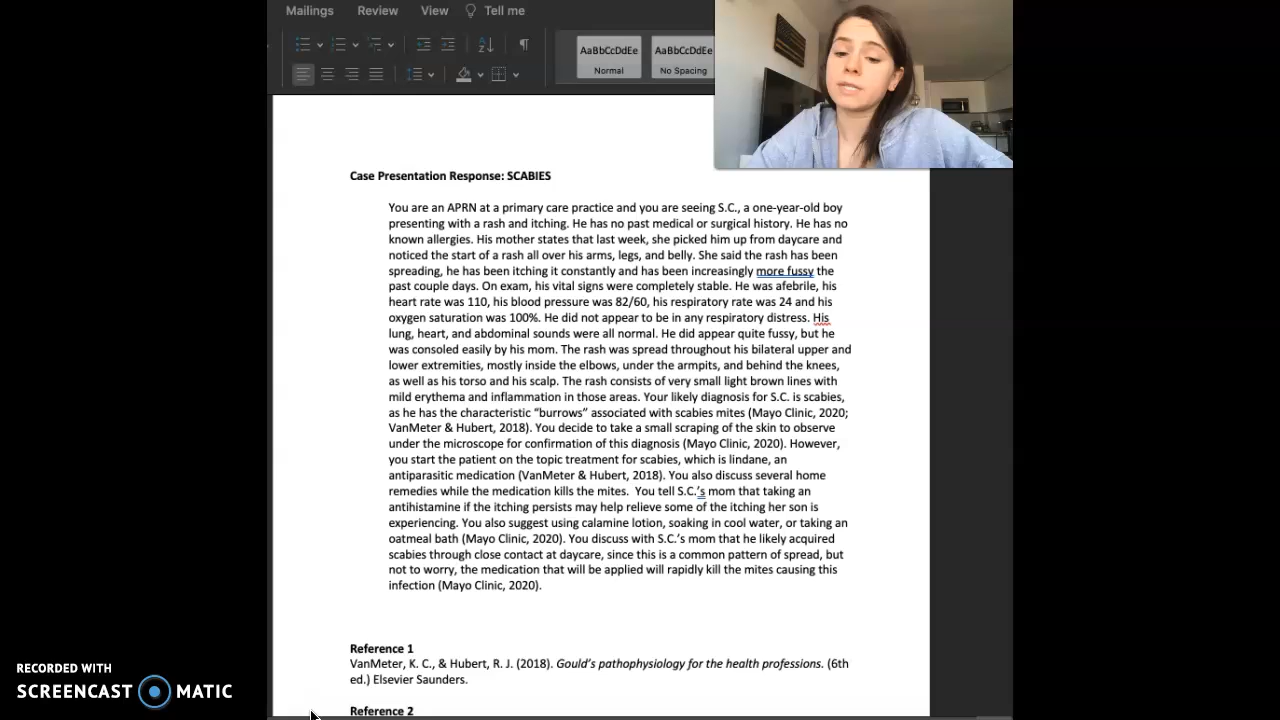 Mailings Review View Tell me
AaBbCcDdEe AaBbCcDdEe
Normal No Spacing
Case Presentation Response: SCABIES
You are an APRN at a primary care practice and you are seeing S.C., a one-year-old boy
presenting with a rash and itching. He has no past medical or surgical history. He has no
known allergies. His mother states that last week, she picked him up from daycare and
noticed the start of a rash all over his arms, legs, and belly. She said the rash has been
spreading, he has been itching it constantly and has been increasingly more fussy the
past couple days. On exam, his vital signs were completely stable. He was afebrile, his
heart rate was 110, his blood pressure was 82/60, his respiratory rate was 24 and his
oxygen saturation was 100%. He did not appear to be in any respiratory distress. His
lung, heart, and abdominal sounds were all normal. He did appear quite fussy, but he
was consoled easily by his mom. The rash was spread throughout his bilateral upper and
lower extremities, mostly inside the elbows, under the armpits, and behind the knees,
as well as his torso and his scalp. The rash consists of very small light brown lines with
mild erythema and inflammation in those areas. Your likely diagnosis for S.C. is scabies,
as he has the characteristic “burrows” associated with scabies mites (Mayo Clinic, 2020;
VanMeter & Hubert, 2018). You decide to take a small scraping of the skin to observe
under the microscope for confirmation of this diagnosis (Mayo Clinic, 2020). However,
you start the patient on the topic treatment for scabies, which is lindane, an
antiparasitic medication (VanMeter & Hubert, 2018). You also discuss several home
remedies while the medication kills the mites.  You tell S.C.’s mom that taking an
antihistamine if the itching persists may help relieve some of the itching her son is
experiencing. You also suggest using calamine lotion, soaking in cool water, or taking an
oatmeal bath (Mayo Clinic, 2020). You discuss with S.C.’s mom that he likely acquired
scabies through close contact at daycare, since this is a common pattern of spread, but
not to worry, the medication that will be applied will rapidly kill the mites causing this
infection (Mayo Clinic, 2020).
Reference 1
VanMeter, K. C., & Hubert, R. J. (2018). Gould’s pathophysiology for the health professions. (6th
ed.) Elsevier Saunders.
Reference 2
RECORDED WITH
SCREENCAST MATIC